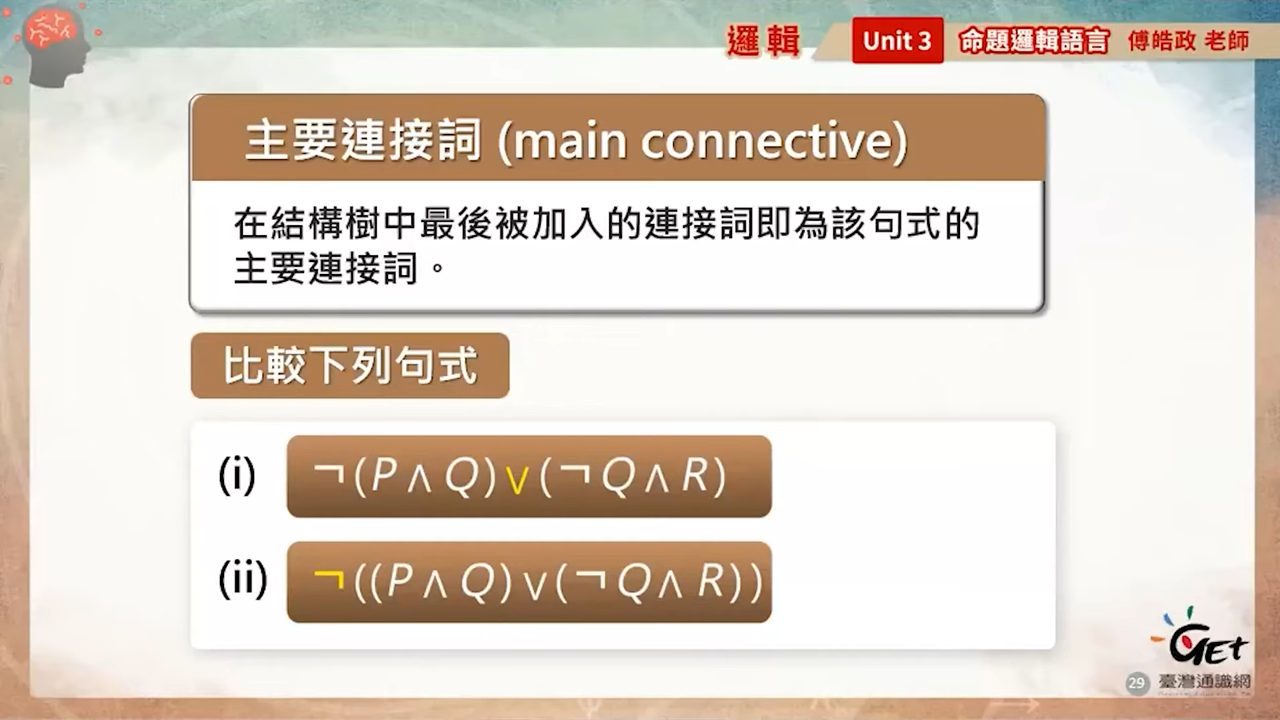 邏輯 Unit 3 命題邏輯語言 傅皓政 老師
主要連接詞 (main connective)
在結構樹中最後被加入的連接詞即為該句式的
主要連接詞。
比較下列句式
(i) ¬(P∧Q)∨(¬Q∧R)
(ii) ¬((P∧Q)∨(¬Q∧R))
GET
29 臺灣通識網